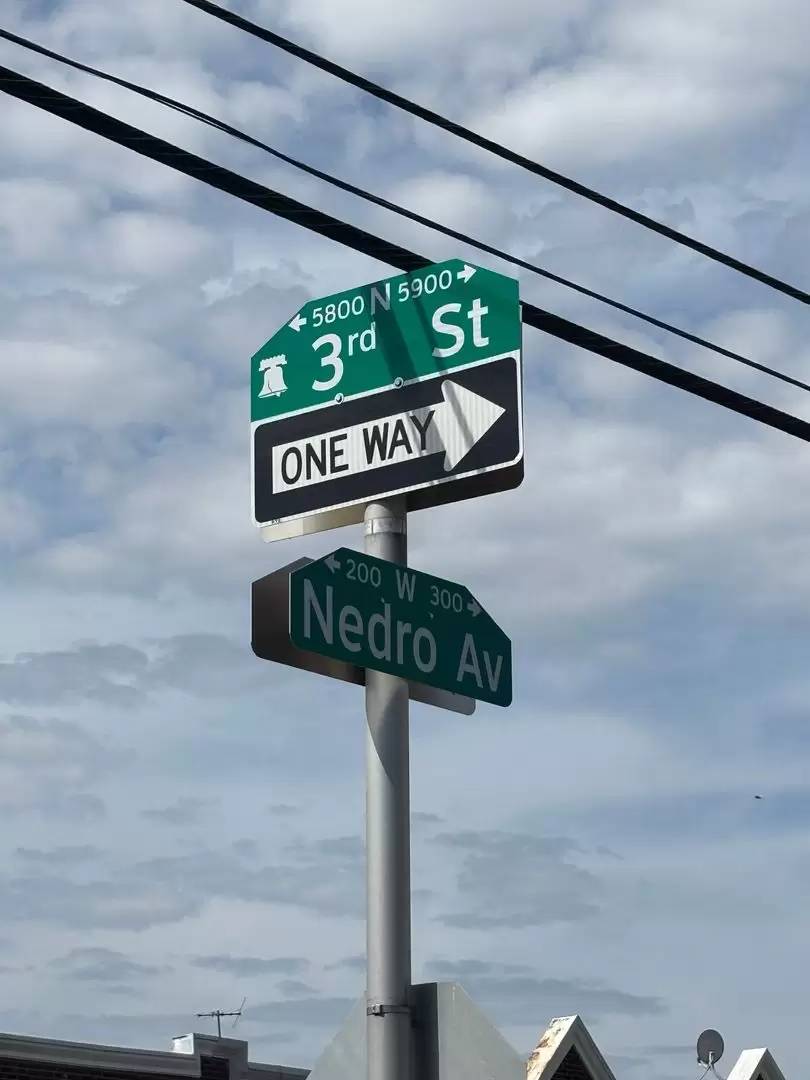 ← 5800 N 5900 →
3rd St
ONE WAY
← 200 W 300 →
Nedro Av